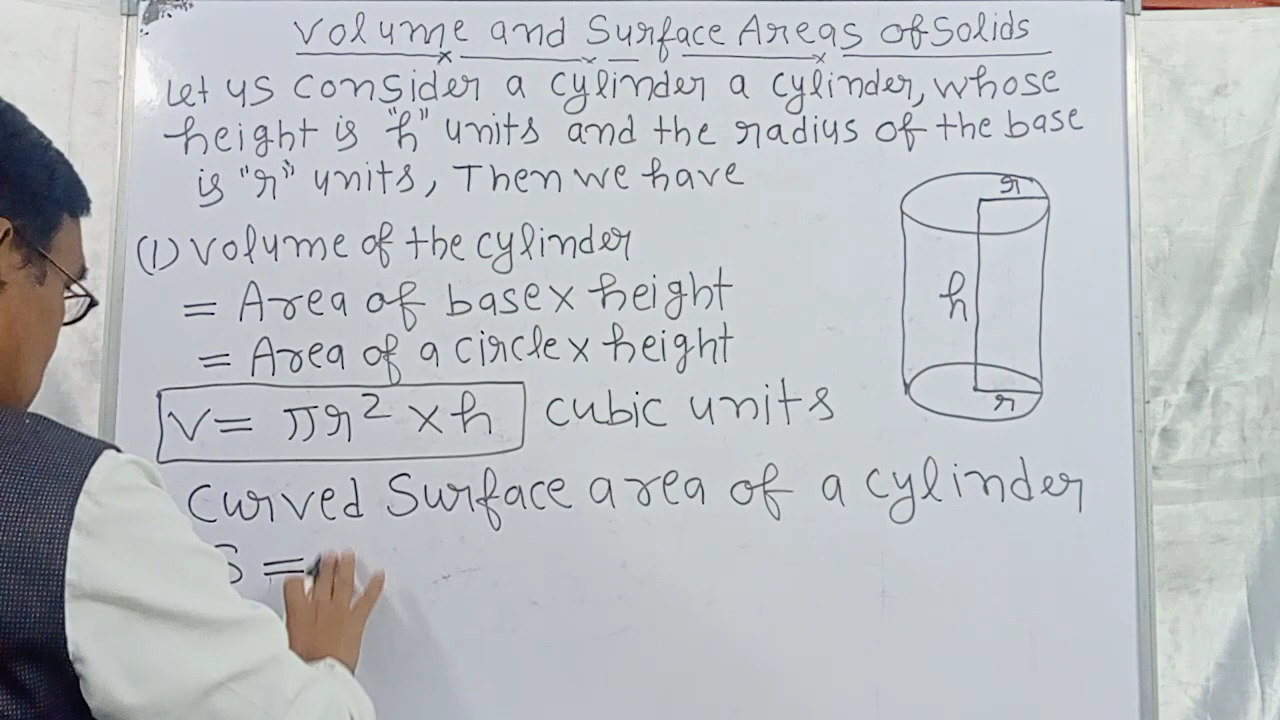 Volume and Surface Areas of Solids
Let us consider a cylinder a cylinder, whose
height is "h" units and the radius of the base
is "r" units, Then we have
(1) Volume of the cylinder
= Area of base x height
= Area of a circle x height
V = πr² x h cubic units
Curved Surface area of a cylinder
S =
r
h
r